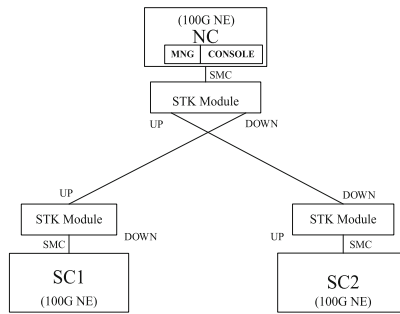 (100G NE)
NC
MNG CONSOLE
SMC
STK Module
UP DOWN
UP DOWN
STK Module STK Module
SMC DOWN UP SMC
SC1 SC2
(100G NE) (100G NE)